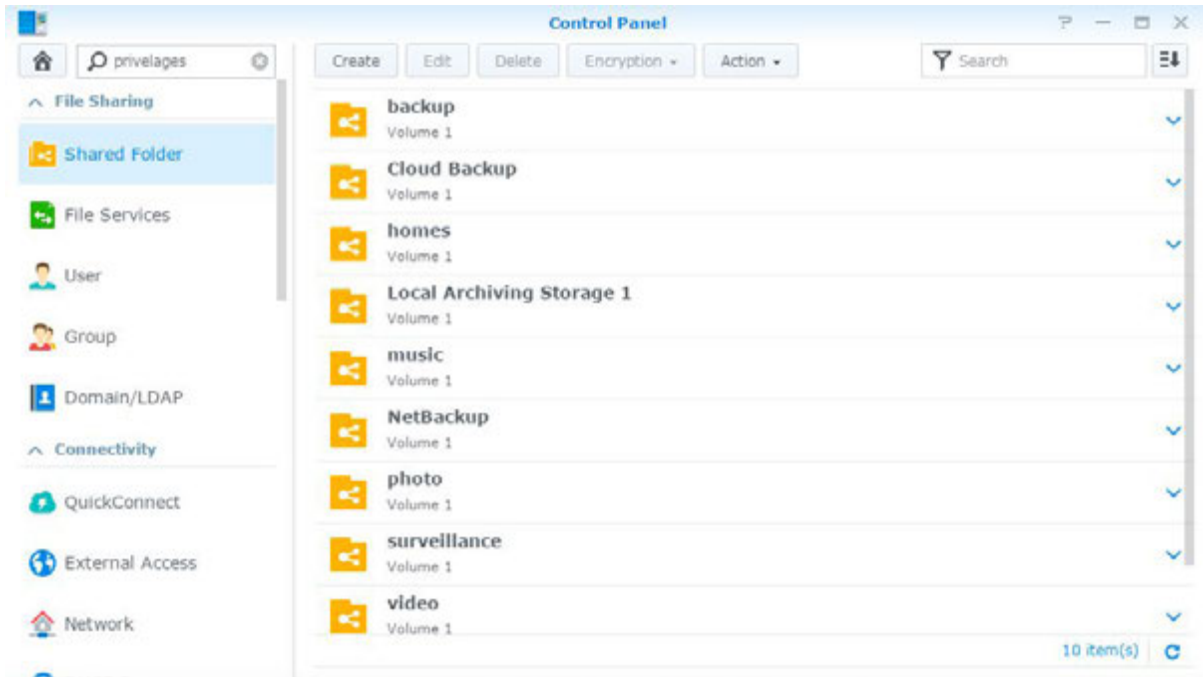 Control Panel
privelages
Create Edit Delete Encryption Action Search
File Sharing
Shared Folder
File Services
User
Group
Domain/LDAP
Connectivity
QuickConnect
External Access
Network
backup
Volume 1
Cloud Backup
Volume 1
homes
Volume 1
Local Archiving Storage 1
Volume 1
music
Volume 1
NetBackup
Volume 1
photo
Volume 1
surveillance
Volume 1
video
Volume 1
10 item(s)